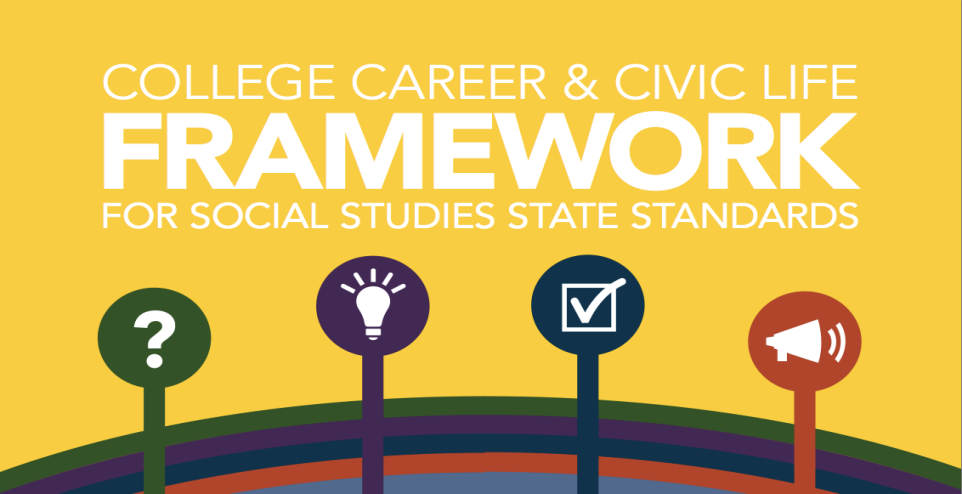 COLLEGE CAREER & CIVIC LIFE
FRAMEWORK
FOR SOCIAL STUDIES STATE STANDARDS
?